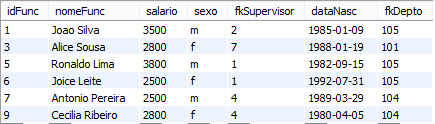 idFunc nomeFunc salario sexo fkSupervisor dataNasc fkDepto
1 Joao Silva 3500 m 2 1985-01-09 105
3 Alice Sousa 2800 f 7 1988-01-19 101
5 Ronaldo Lima 3800 m 1 1982-09-15 105
6 Joice Leite 2500 f 1 1992-07-31 105
7 Antonio Pereira 2500 m 4 1989-03-29 104
9 Cecilia Ribeiro 2800 f 4 1980-04-05 104